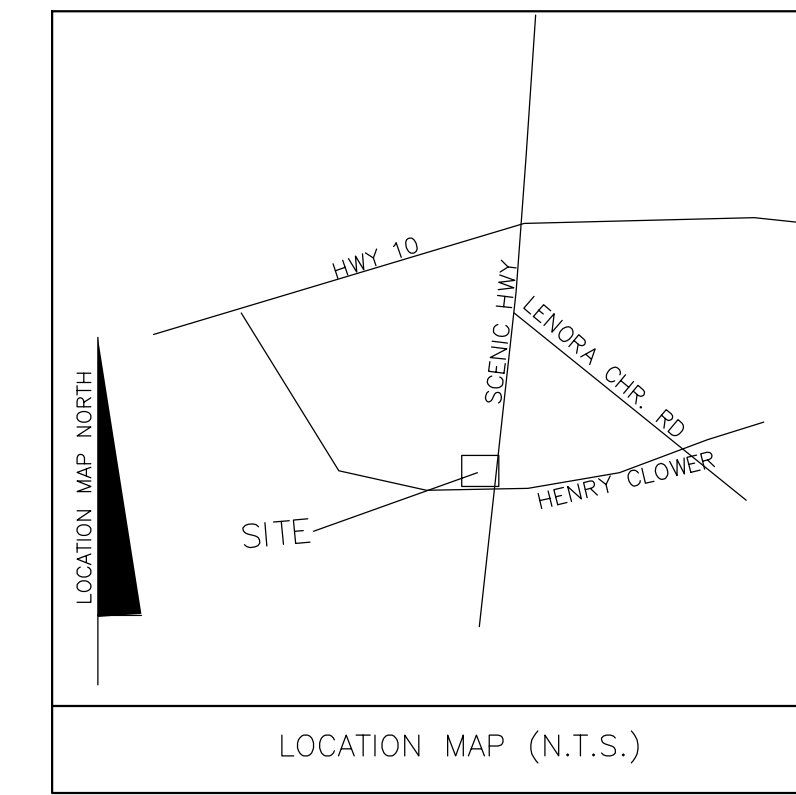 HWY 10
SCENIC HWY
LENORA CHR. RD
LOCATION MAP NORTH
HENRY CLOWER
SITE
LOCATION MAP (N.T.S.)